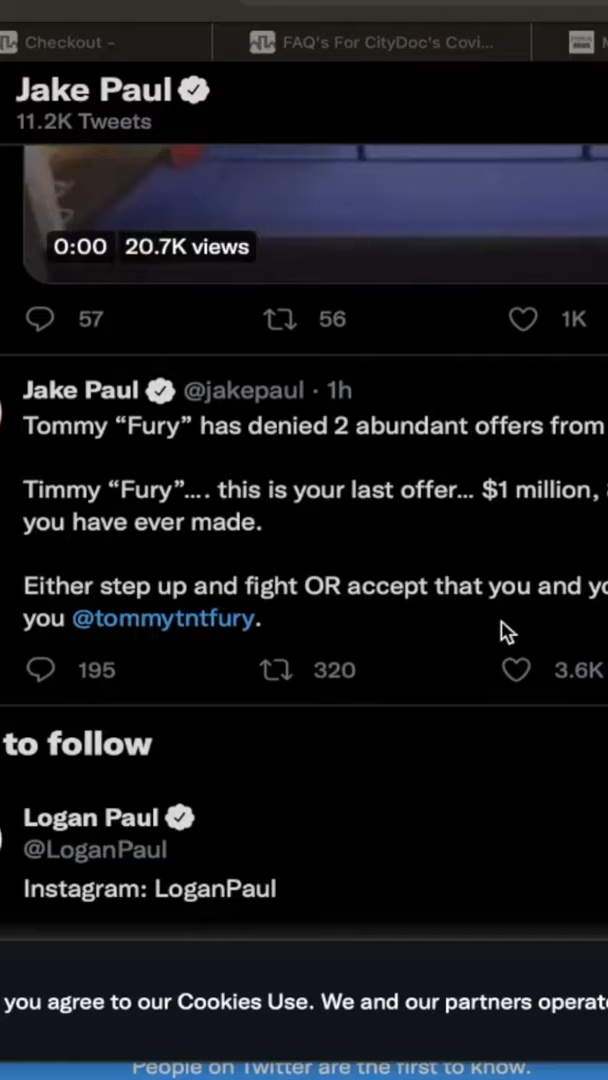 Checkout -
FAQ's For CityDoc's Covi...
Jake Paul
11.2K Tweets
0:00 20.7K views
57 56 1K
Jake Paul @jakepaul · 1h
Tommy “Fury” has denied 2 abundant offers from
Timmy “Fury”.... this is your last offer... $1 million,
you have ever made.
Either step up and fight OR accept that you and
you @tommytntfury.
195 320 3.6K
to follow
Logan Paul
@LoganPaul
Instagram: LoganPaul
you agree to our Cookies Use. We and our partners
People on Twitter are the first to know.